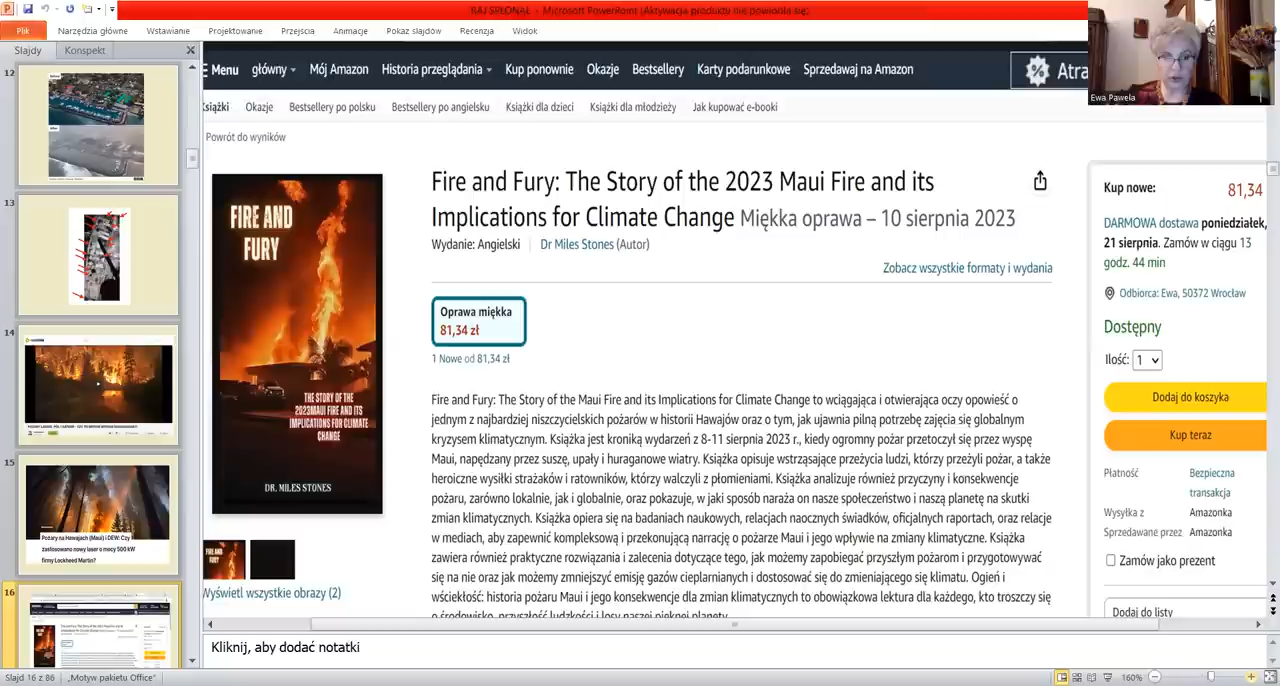 RAJ SPŁONĄŁ - Microsoft PowerPoint (Aktywacja produktu nie powiodła się)
Plik
Narzędzia główne
Wstawianie
Projektowanie
Przejścia
Animacje
Pokaz slajdów
Recenzja
Widok
Slajdy
Konspekt
12
13
14
15
Pożary na Hawajach (Maui) i DEW: Czy
zastosowano nowy laser o mocy 500 kW
firmy Lockheed Martin?
16
Menu
główny
Mój Amazon
Historia przeglądania
Kup ponownie
Okazje
Bestsellery
Karty podarunkowe
Sprzedawaj na Amazon
Atra
Ewa Pawela
Książki
Okazje
Bestsellery po polsku
Bestsellery po angielsku
Książki dla dzieci
Książki dla młodzieży
Jak kupować e-booki
Powrót do wyników
FIRE AND
FURY
THE STORY OF THE
2023MAUI FIRE AND ITS
IMPLICATIONS FOR CLIMATE
CHANGE
DR. MILES STONES
FIRE AND
FURY
Wyświetl wszystkie obrazy (2)
Fire and Fury: The Story of the 2023 Maui Fire and its
Implications for Climate Change Miękka oprawa – 10 sierpnia 2023
Wydanie: Angielski
Dr Miles Stones (Autor)
Zobacz wszystkie formaty i wydania
Oprawa miękka
81,34 zł
1 Nowe od 81,34 zł
Fire and Fury: The Story of the Maui Fire and its Implications for Climate Change to wciągająca i otwierająca oczy opowieść o
jednym z najbardziej niszczycielskich pożarów w historii Hawajów oraz o tym, jak ujawnia pilną potrzebę zajęcia się globalnym
kryzysem klimatycznym. Książka jest kroniką wydarzeń z 8-11 sierpnia 2023 r., kiedy ogromny pożar przetoczył się przez wyspę
Maui, napędzany przez suszę, upały i huraganowe wiatry. Książka opisuje wstrząsające przeżycia ludzi, którzy przeżyli pożar, a także
heroiczne wysiłki strażaków i ratowników, którzy walczyli z płomieniami. Książka analizuje również przyczyny i konsekwencje
pożaru, zarówno lokalnie, jak i globalnie, oraz pokazuje, w jaki sposób naraża on nasze społeczeństwo i naszą planetę na skutki
zmian klimatycznych. Książka opiera się na badaniach naukowych, relacjach naocznych świadków, oficjalnych raportach, oraz relacje
w mediach, aby zapewnić kompleksową i przekonującą narrację o pożarze Maui i jego wpływie na zmiany klimatyczne. Książka
zawiera również praktyczne rozwiązania i zalecenia dotyczące tego, jak możemy zapobiegać przyszłym pożarom i przygotowywać
się na nie oraz jak możemy zmniejszyć emisję gazów cieplarnianych i dostosować się do zmieniającego się klimatu. Ogień i
wściekłość: historia pożaru Maui i jego konsekwencje dla zmian klimatycznych to obowiązkowa lektura dla każdego, kto troszczy się
o środowisko, przyszłość ludzkości i losy naszej pięknej planety.
Kup nowe:
81,34
DARMOWA dostawa poniedziałek,
21 sierpnia. Zamów w ciągu 13
godz. 44 min
Odbiorca: Ewa, 50372 Wrocław
Dostępny
Ilość: 1
Dodaj do koszyka
Kup teraz
Płatność
Bezpieczna
transakcja
Wysyłka z
Amazonka
Sprzedawane przez
Amazonka
Zamów jako prezent
Dodaj do listy
Kliknij, aby dodać notatki
Slajd 16 z 86
„Motyw pakietu Office”
160%